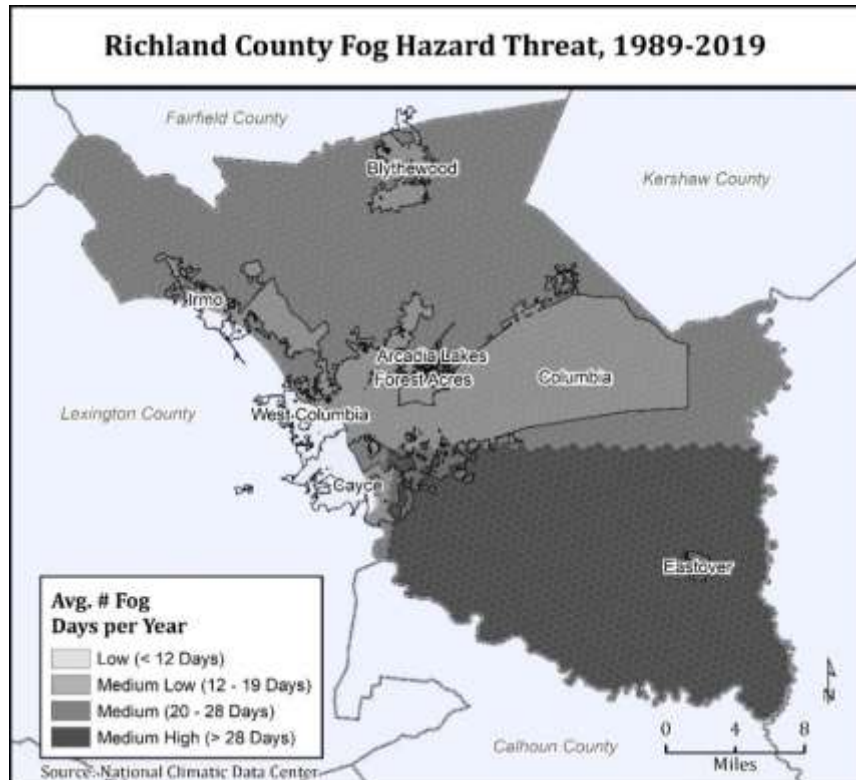 Richland County Fog Hazard Threat, 1989-2019
Fairfield County
Blythewood
Kershaw County
Irmo
Arcadia Lakes
Forest Acres
Columbia
West Columbia
Lexington County
Cayce
Eastover
Avg. # Fog
Days per Year
Low (< 12 Days)
Medium Low (12 - 19 Days)
Medium (20 - 28 Days)
Medium High (> 28 Days)
0 4 8
Miles
Calhoun County
Source: National Climatic Data Center